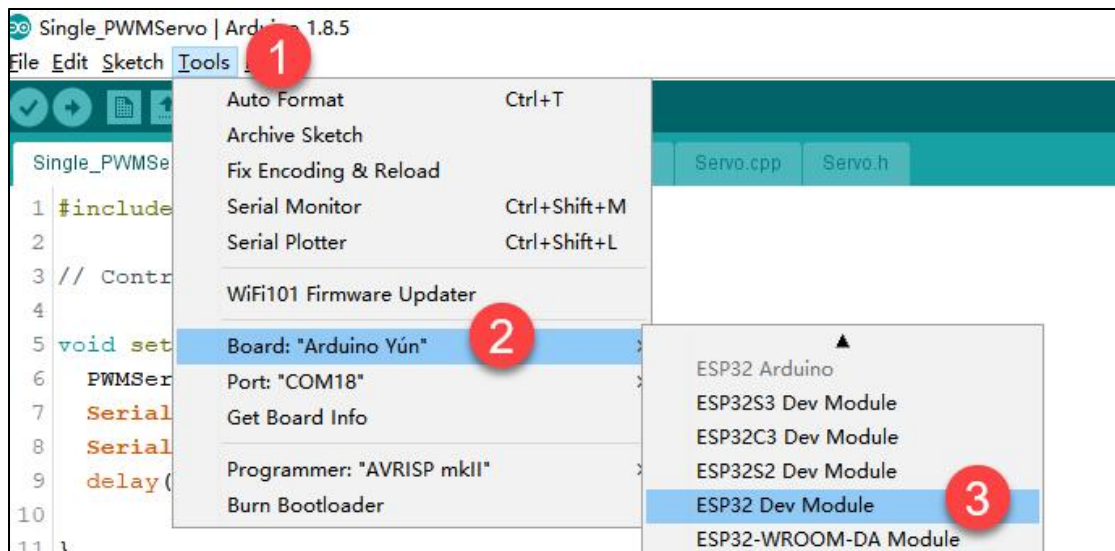 Single_PWMServo | Arduino 1.8.5
File Edit Sketch Tools
1
Auto Format Ctrl+T
Archive Sketch
Fix Encoding & Reload
Serial Monitor Ctrl+Shift+M
Serial Plotter Ctrl+Shift+L
WiFi101 Firmware Updater
Board: "Arduino Yún"
2
Port: "COM18"
Get Board Info
Programmer: "AVRISP mkII"
Burn Bootloader
Single_PWMSe
Servo.cpp Servo.h
1 #include
2
3 // Contr
4
5 void set
6 PWMSer
7 Serial
8 Serial
9 delay(
10
11 }
ESP32 Arduino
ESP32S3 Dev Module
ESP32C3 Dev Module
ESP32S2 Dev Module
ESP32 Dev Module
3
ESP32-WROOM-DA Module